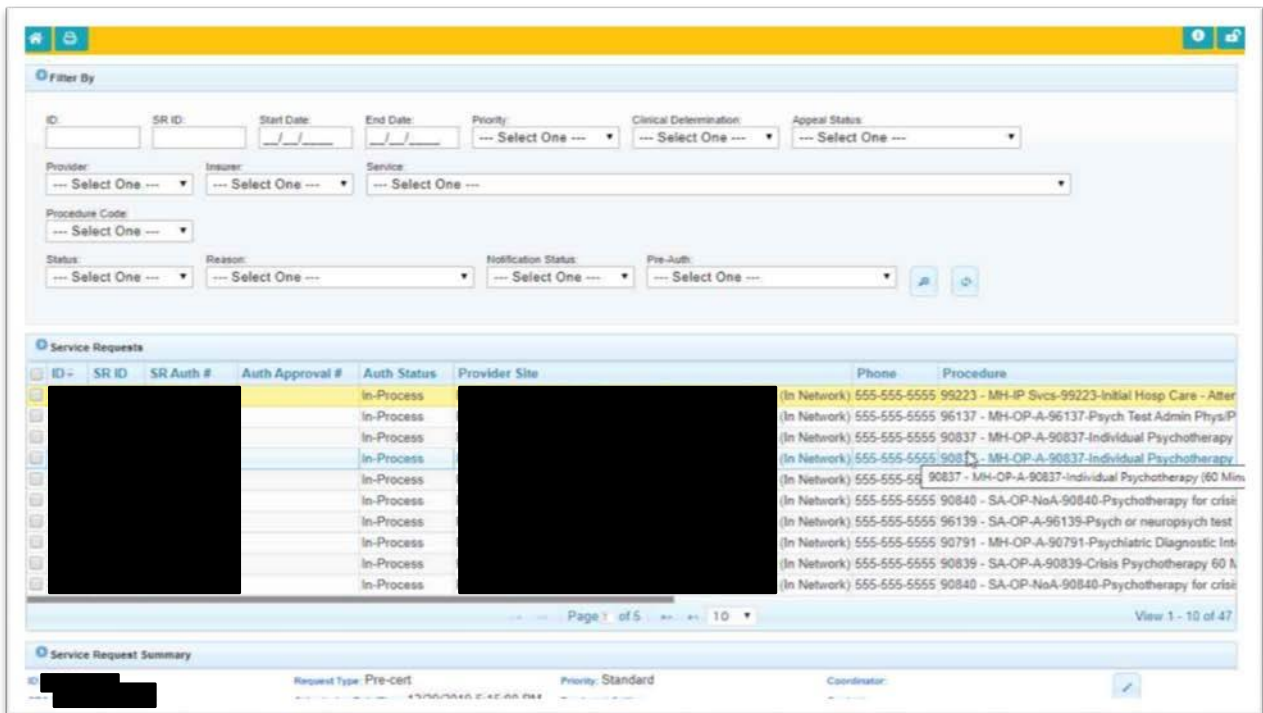 Filter By
ID: SR ID: Start Date: End Date: Priority: Clinical Determination: Appeal Status:
__/__/____ __/__/____ --- Select One --- --- Select One --- --- Select One ---
Provider: Insurer: Service:
--- Select One --- --- Select One --- --- Select One ---
Procedure Code:
--- Select One ---
Status: Reason: Notification Status: Pre-Auth:
--- Select One --- --- Select One --- --- Select One --- --- Select One ---
Service Requests
ID SR ID SR Auth # Auth Approval # Auth Status Provider Site Phone Procedure
In-Process (In Network) 555-555-5555 99223 - MH-IP Svcs-99223-Initial Hosp Care - Atter
In-Process (In Network) 555-555-5555 96137 - MH-OP-A-96137-Psych Test Admin Phys/P
In-Process (In Network) 555-555-5555 90837 - MH-OP-A-90837-Individual Psychotherapy
In-Process (In Network) 555-555-5555 90837 - MH-OP-A-90837-Individual Psychotherapy
In-Process (In Network) 555-555-55 90837 - MH-OP-A-90837-Individual Psychotherapy (60 Minu
In-Process (In Network) 555-555-5555 90840 - SA-OP-NoA-90840-Psychotherapy for crisi
In-Process (In Network) 555-555-5555 96139 - SA-OP-A-96139-Psych or neuropsych test
In-Process (In Network) 555-555-5555 90791 - MH-OP-A-90791-Psychiatric Diagnostic Int
In-Process (In Network) 555-555-5555 90839 - SA-OP-A-90839-Crisis Psychotherapy 60 M
In-Process (In Network) 555-555-5555 90840 - SA-OP-NoA-90840-Psychotherapy for crisi
Page 1 of 5 10 View 1 - 10 of 47
Service Request Summary
ID Request Type: Pre-cert Priority: Standard Coordinator: